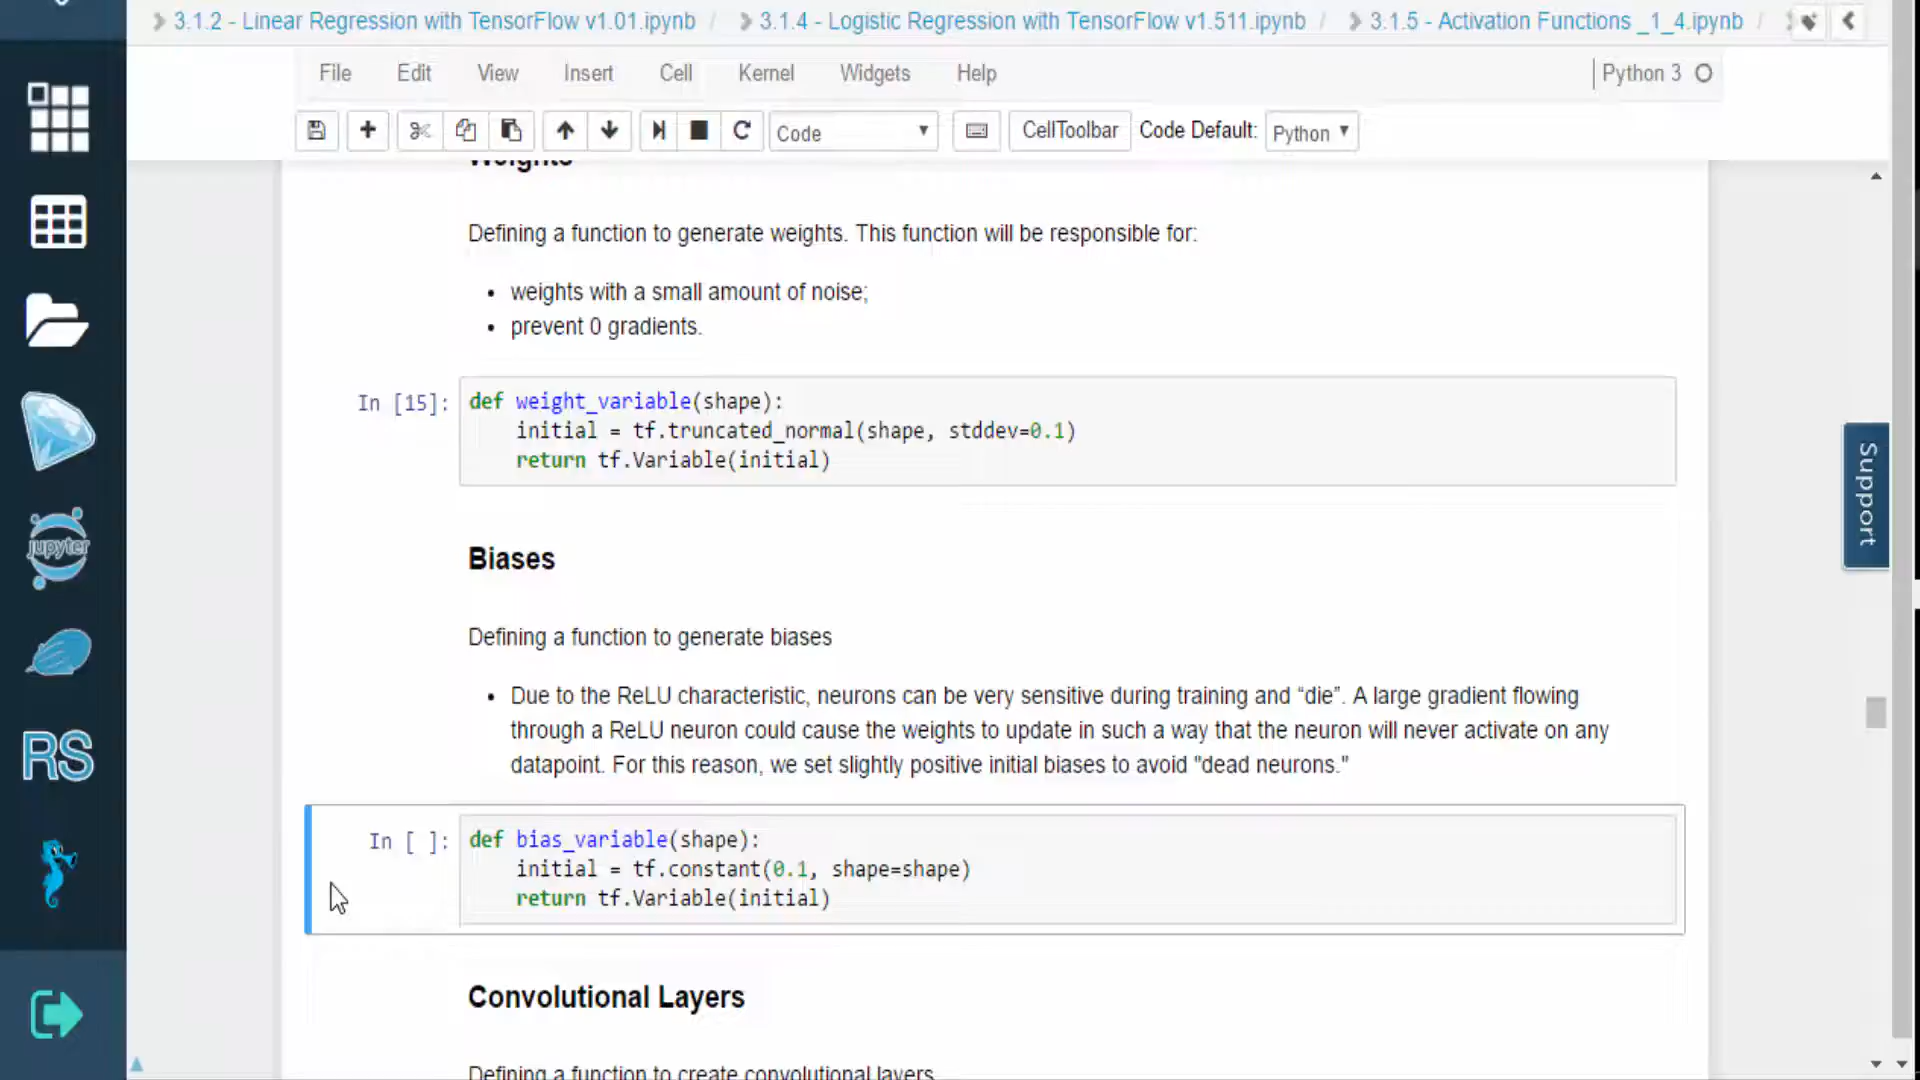 3.1.2 - Linear Regression with TensorFlow v1.01.ipynb / 3.1.4 - Logistic Regression with TensorFlow v1.511.ipynb / 3.1.5 - Activation Functions _1_4.ipynb /
File Edit View Insert Cell Kernel Widgets Help Python 3
Code CellToolbar Code Default: Python
Weights
Defining a function to generate weights. This function will be responsible for:
• weights with a small amount of noise;
• prevent 0 gradients.
In [15]: def weight_variable(shape):
initial = tf.truncated_normal(shape, stddev=0.1)
return tf.Variable(initial)
Biases
Defining a function to generate biases
• Due to the ReLU characteristic, neurons can be very sensitive during training and “die”. A large gradient flowing
through a ReLU neuron could cause the weights to update in such a way that the neuron will never activate on any
datapoint. For this reason, we set slightly positive initial biases to avoid "dead neurons."
In [ ]: def bias_variable(shape):
initial = tf.constant(0.1, shape=shape)
return tf.Variable(initial)
Convolutional Layers
Defining a function to create convolutional layers.
jupyter
RS
Support